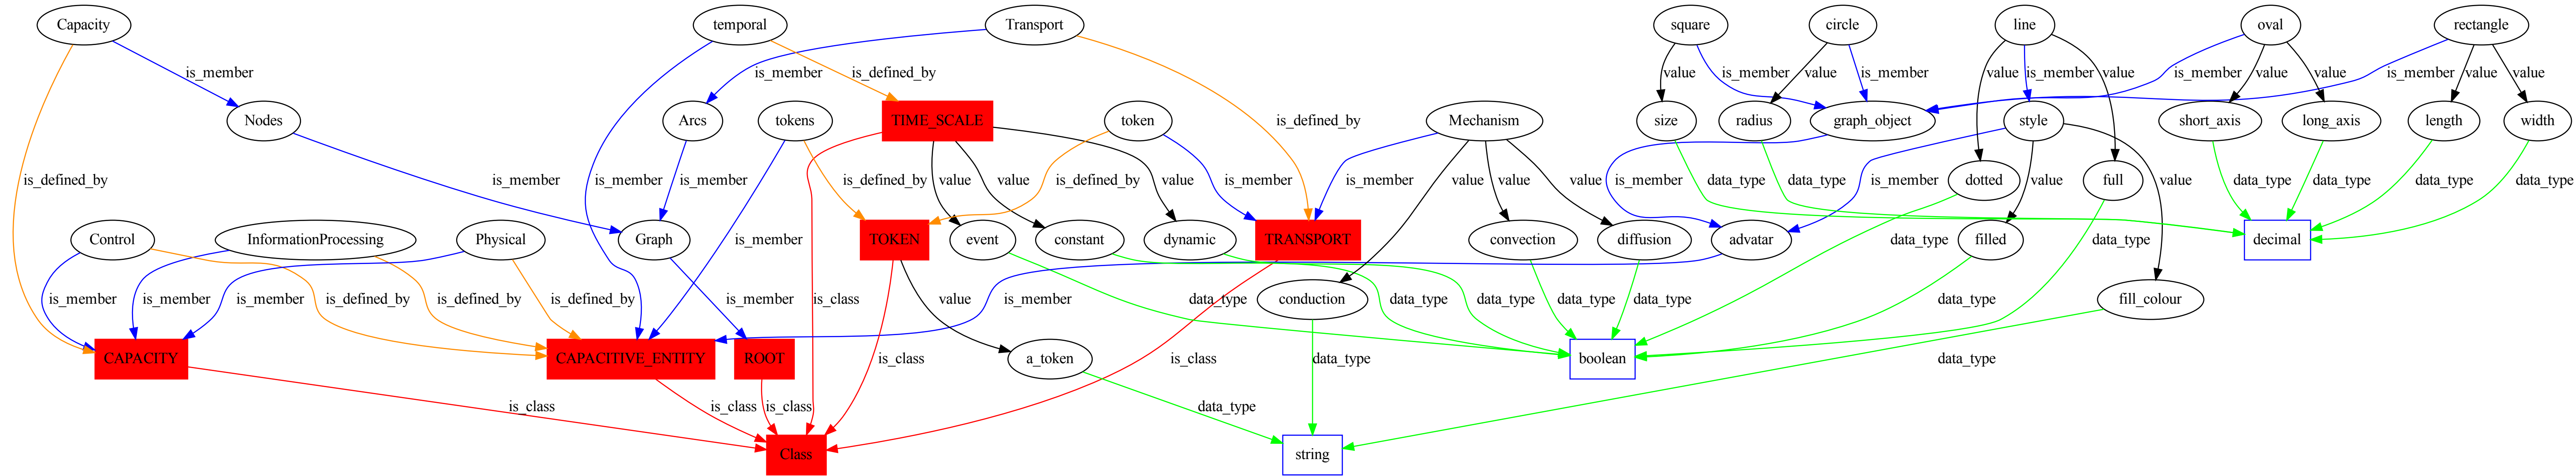 Capacity
temporal
Transport
square
circle
line
oval
rectangle
is_member
is_member
is_defined_by
value
is_member
value
is_member
value
is_member
value
is_member
value
value
is_member
value
value
Nodes
Arcs
tokens
TIME_SCALE
token
is_defined_by
Mechanism
size
radius
graph_object
style
short_axis
long_axis
length
width
is_defined_by
is_member
is_member
is_member
is_defined_by
value
value
value
is_defined_by
is_member
is_member
value
value
value
is_member
data_type
data_type
is_member
dotted
value
full
value
data_type
data_type
data_type
data_type
Control
InformationProcessing
Physical
Graph
is_member
TOKEN
event
constant
dynamic
TRANSPORT
convection
diffusion
advatar
data_type
filled
data_type
decimal
is_member
is_member
is_member
is_defined_by
is_defined_by
is_defined_by
is_member
is_class
value
is_member
data_type
conduction
data_type
data_type
data_type
data_type
data_type
fill_colour
CAPACITY
CAPACITIVE_ENTITY
ROOT
is_class
a_token
is_class
data_type
boolean
data_type
is_class
is_class
is_class
data_type
Class
string